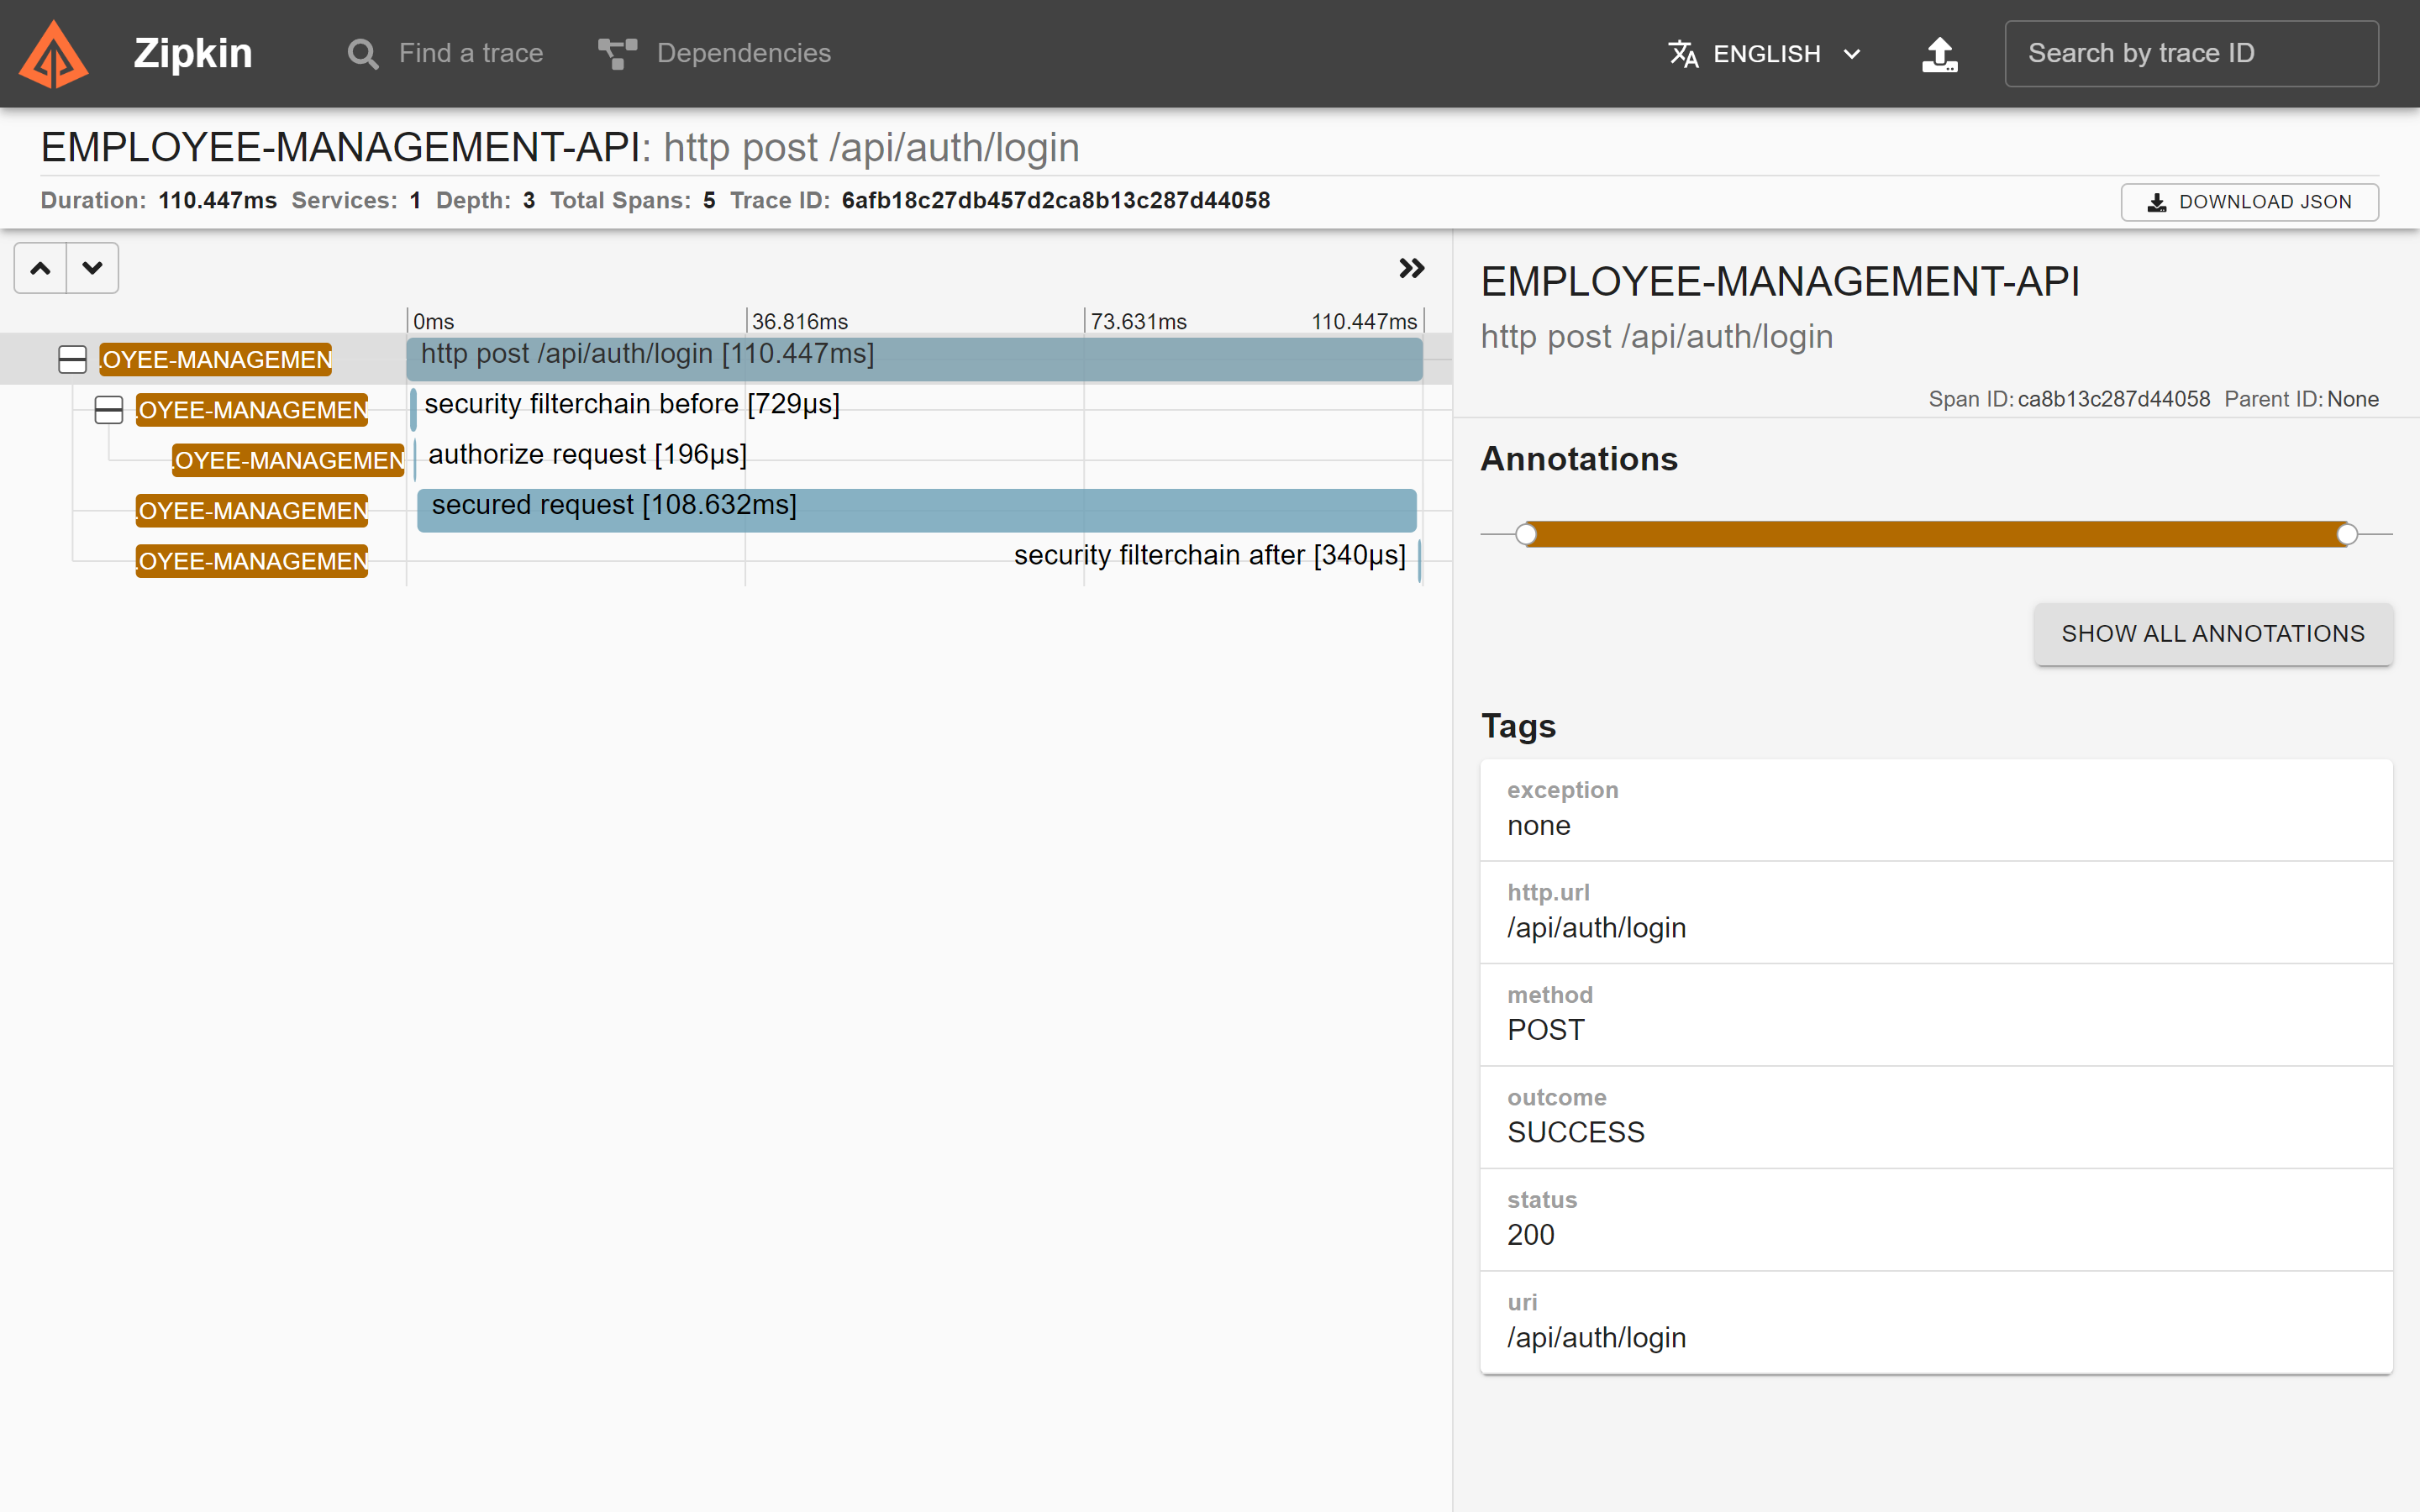 Zipkin
Find a trace
Dependencies
ENGLISH
Search by trace ID
EMPLOYEE-MANAGEMENT-API: http post /api/auth/login
Duration: 110.447ms Services: 1 Depth: 3 Total Spans: 5 Trace ID: 6afb18c27db457d2ca8b13c287d44058
DOWNLOAD JSON
0ms 36.816ms 73.631ms 110.447ms
OYEE-MANAGEMEN http post /api/auth/login [110.447ms]
OYEE-MANAGEMEN security filterchain before [729µs]
OYEE-MANAGEMEN authorize request [196µs]
OYEE-MANAGEMEN secured request [108.632ms]
OYEE-MANAGEMEN security filterchain after [340µs]
EMPLOYEE-MANAGEMENT-API
http post /api/auth/login
Span ID: ca8b13c287d44058 Parent ID: None
Annotations
SHOW ALL ANNOTATIONS
Tags
exception
none
http.url
/api/auth/login
method
POST
outcome
SUCCESS
status
200
uri
/api/auth/login